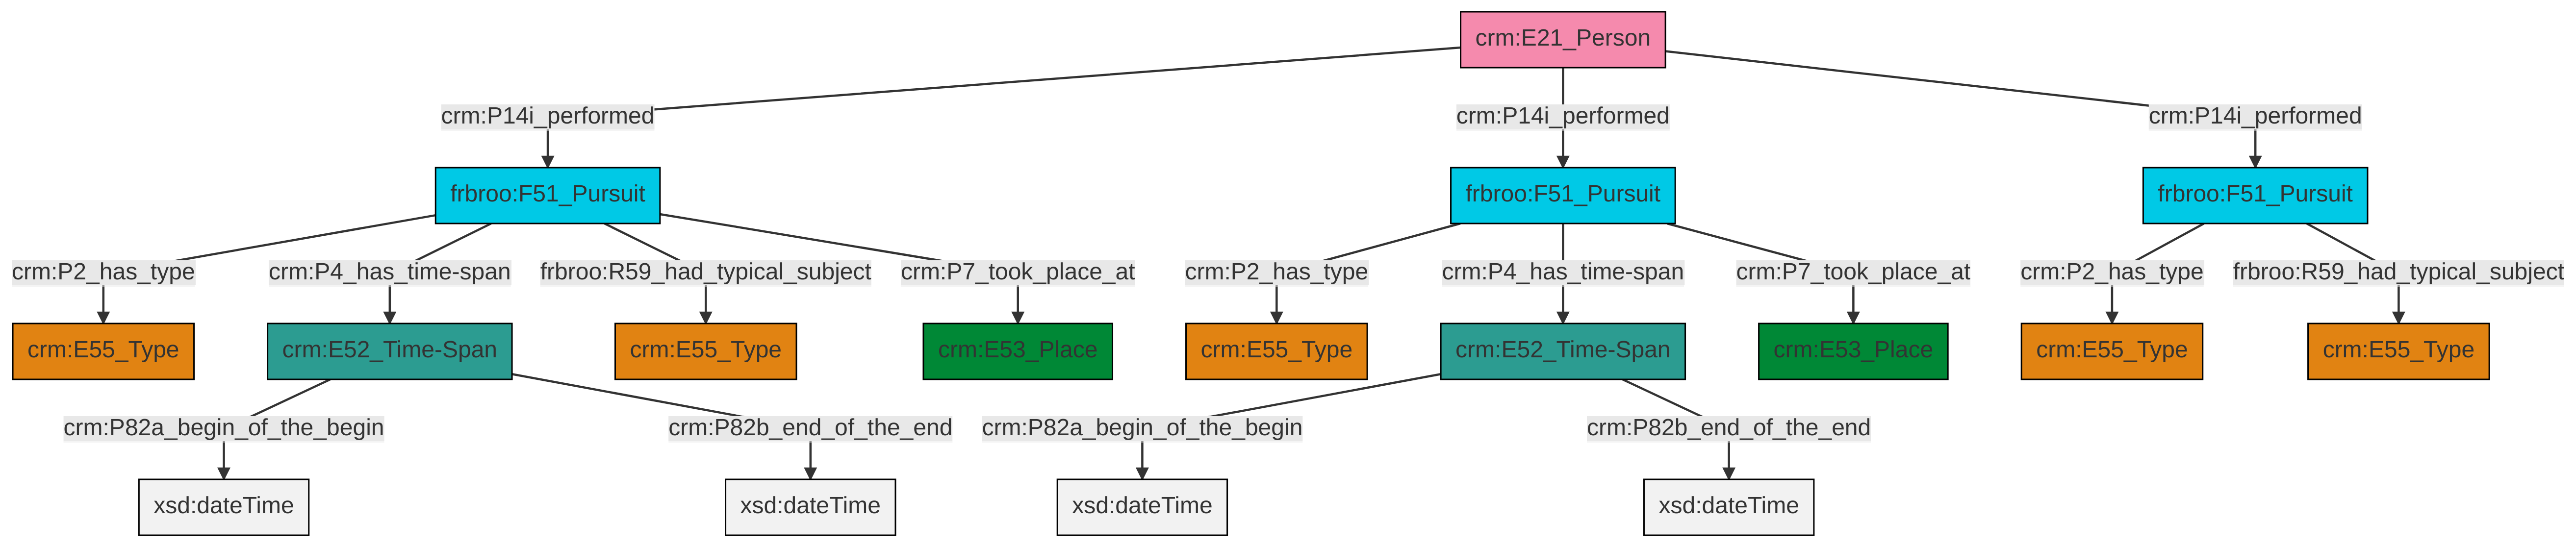 crm:E21_Person
crm:P14i_performed
crm:P14i_performed
crm:P14i_performed
frbroo:F51_Pursuit
frbroo:F51_Pursuit
frbroo:F51_Pursuit
crm:P2_has_type
crm:P4_has_time-span
frbroo:R59_had_typical_subject
crm:P7_took_place_at
crm:P2_has_type
crm:P4_has_time-span
crm:P7_took_place_at
crm:P2_has_type
frbroo:R59_had_typical_subject
crm:E55_Type
crm:E52_Time-Span
crm:E55_Type
crm:E53_Place
crm:E55_Type
crm:E52_Time-Span
crm:E53_Place
crm:E55_Type
crm:E55_Type
crm:P82a_begin_of_the_begin
crm:P82b_end_of_the_end
crm:P82a_begin_of_the_begin
crm:P82b_end_of_the_end
xsd:dateTime
xsd:dateTime
xsd:dateTime
xsd:dateTime